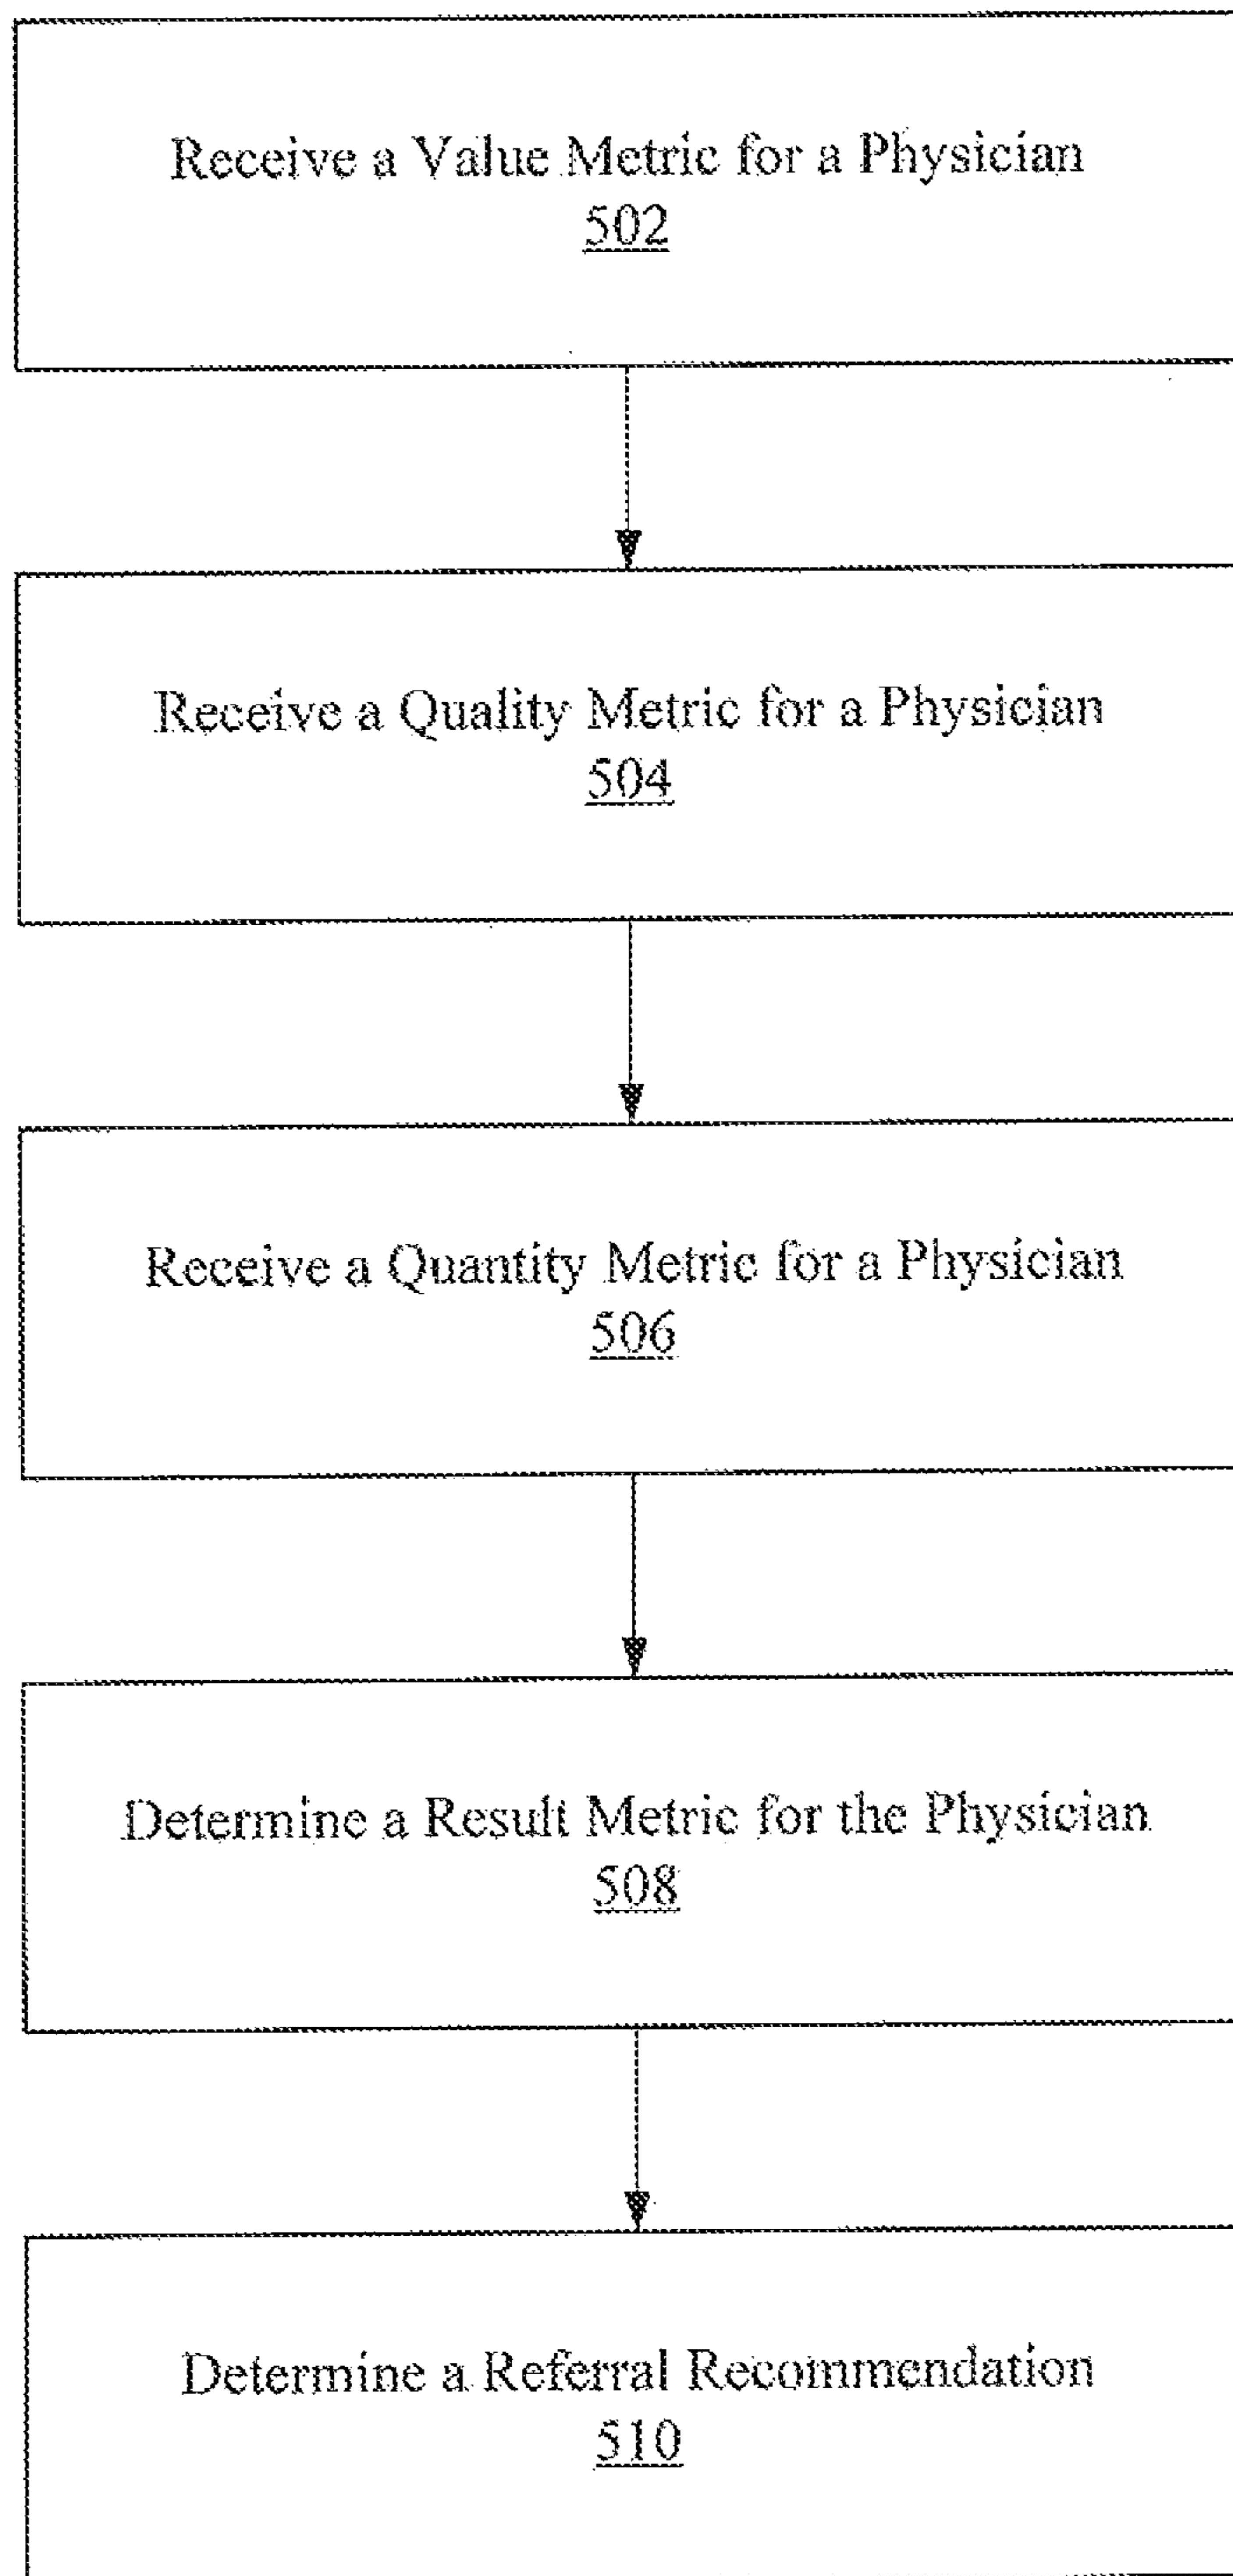 Receive a Value Metric for a Physician
502
Receive a Quality Metric for a Physician
504
Receive a Quantity Metric for a Physician
506
Determine a Result Metric for the Physician
508
Determine a Referral Recommendation
510